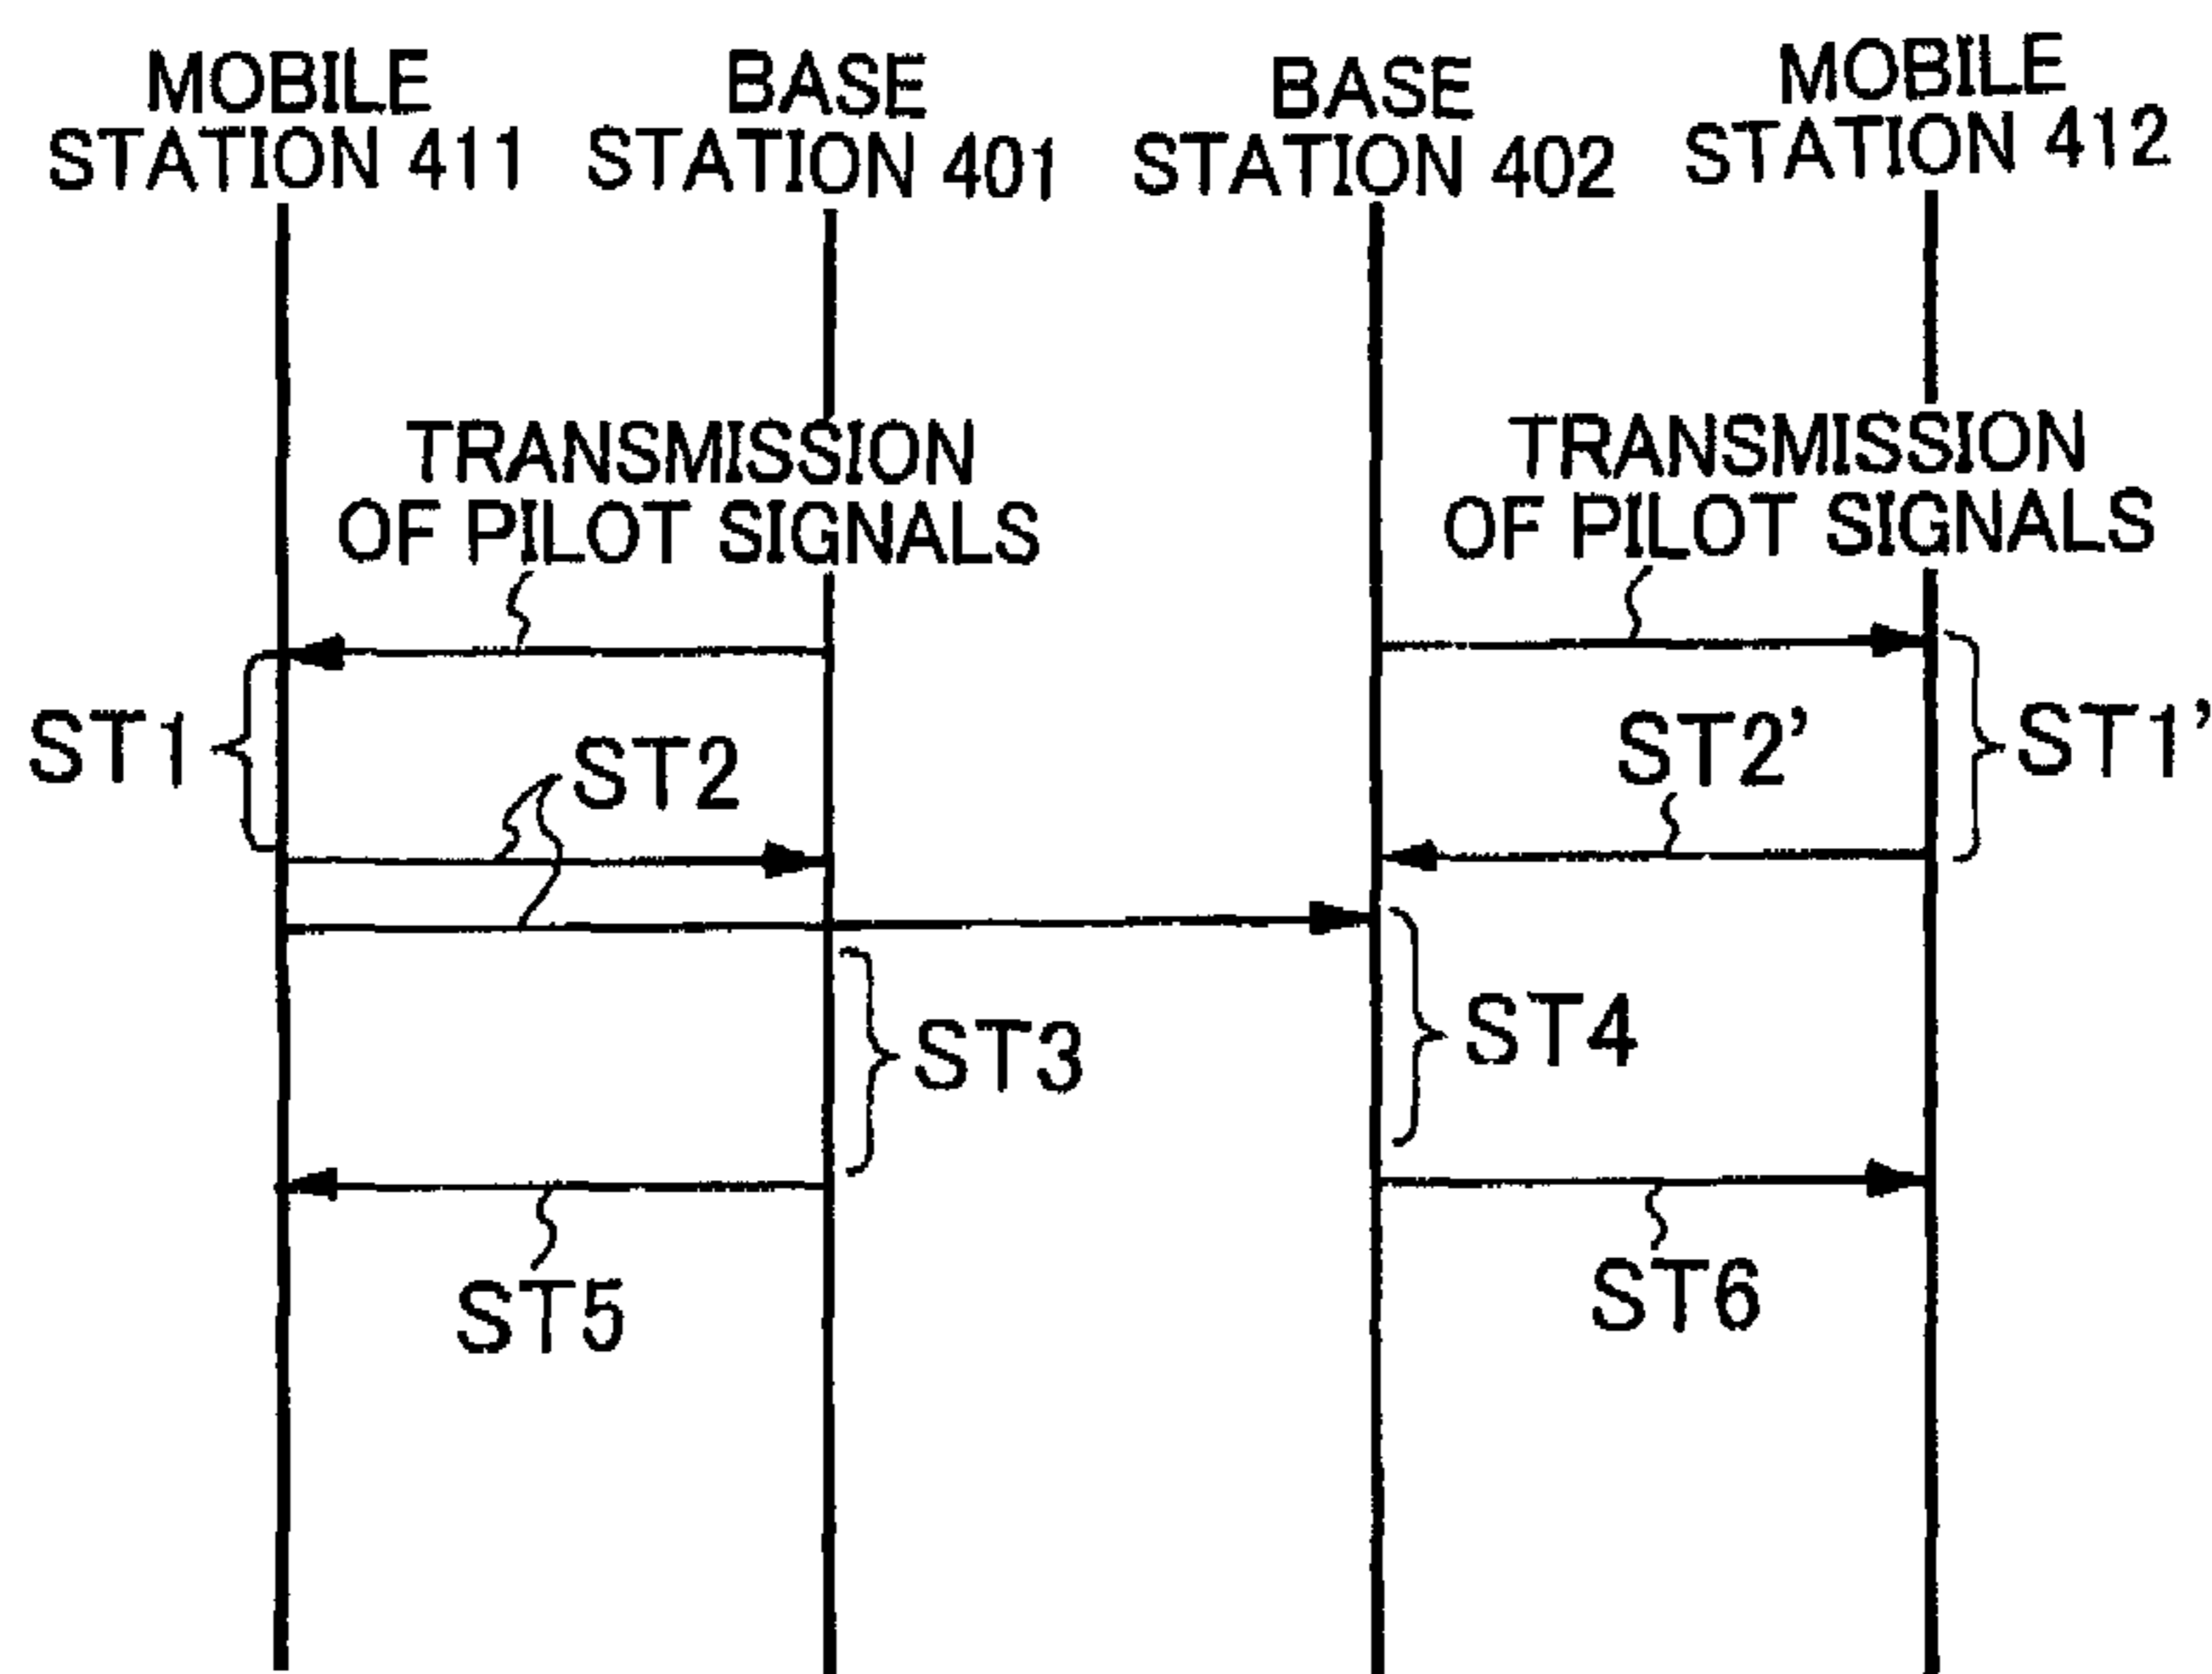 MOBILE
STATION 411
BASE
STATION 401
BASE
STATION 402
MOBILE
STATION 412
TRANSMISSION
OF PILOT SIGNALS
TRANSMISSION
OF PILOT SIGNALS
ST1
ST2
ST2'
ST1'
ST3
ST4
ST5
ST6